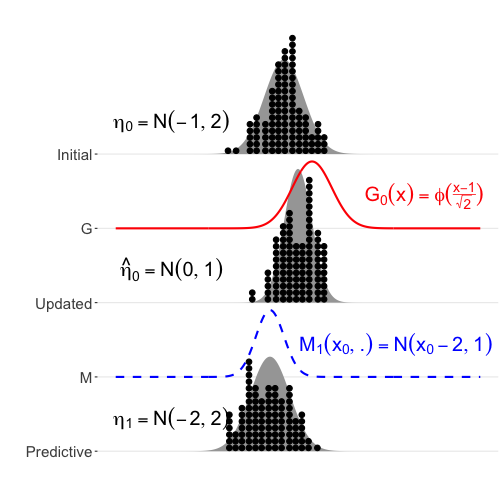 η₀ = N(−1, 2)
Initial
G₀(x) = ϕ((x−1)/√2)
G
η̂₀ = N(0, 1)
Updated
M₁(x₀, .) = N(x₀ − 2, 1)
M
η₁ = N(−2, 2)
Predictive